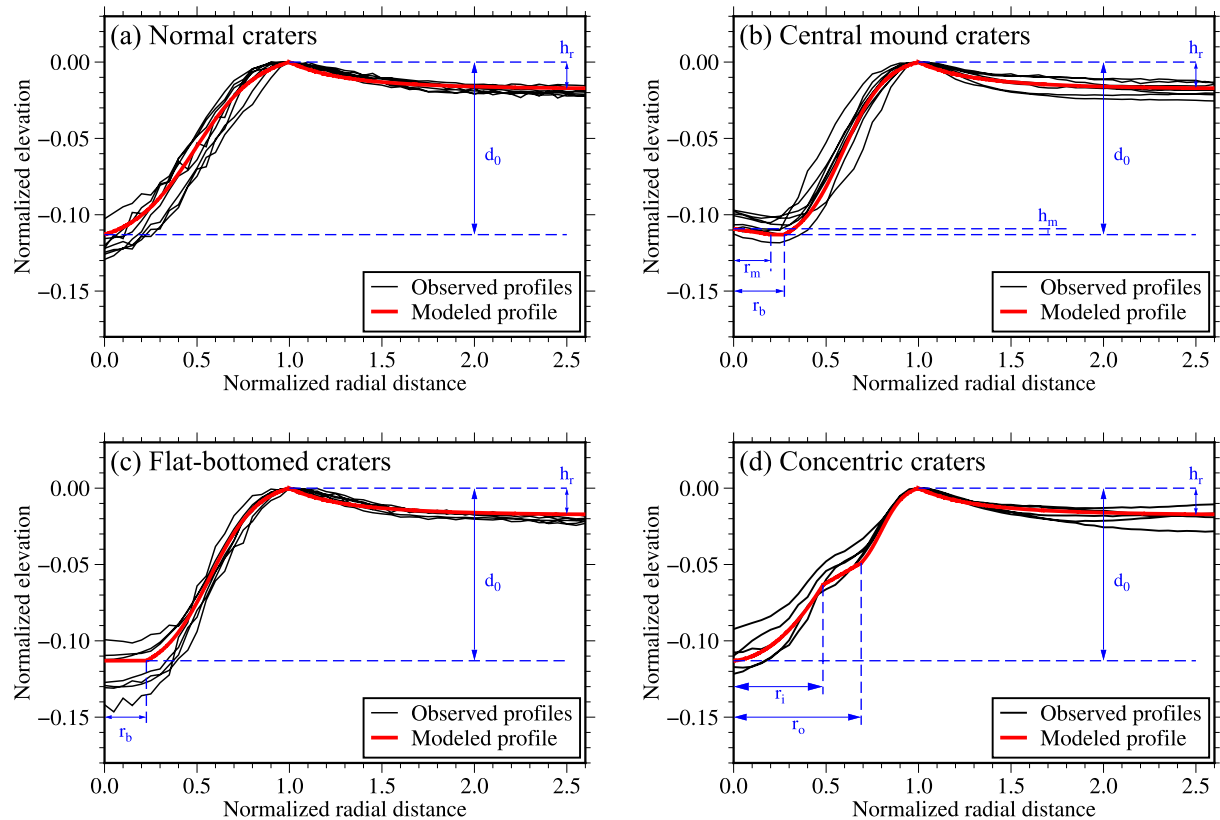 (a) Normal craters
h_r
d_0
Normalized elevation
0.00
−0.05
−0.10
−0.15
Observed profiles
Modeled profile
0.0 0.5 1.0 1.5 2.0 2.5
Normalized radial distance
(b) Central mound craters
h_r
d_0
h_m
r_m
r_b
Normalized elevation
0.00
−0.05
−0.10
−0.15
Observed profiles
Modeled profile
0.0 0.5 1.0 1.5 2.0 2.5
Normalized radial distance
(c) Flat-bottomed craters
h_r
d_0
r_b
Normalized elevation
0.00
−0.05
−0.10
−0.15
Observed profiles
Modeled profile
0.0 0.5 1.0 1.5 2.0 2.5
Normalized radial distance
(d) Concentric craters
h_r
d_0
r_i
r_o
Normalized elevation
0.00
−0.05
−0.10
−0.15
Observed profiles
Modeled profile
0.0 0.5 1.0 1.5 2.0 2.5
Normalized radial distance